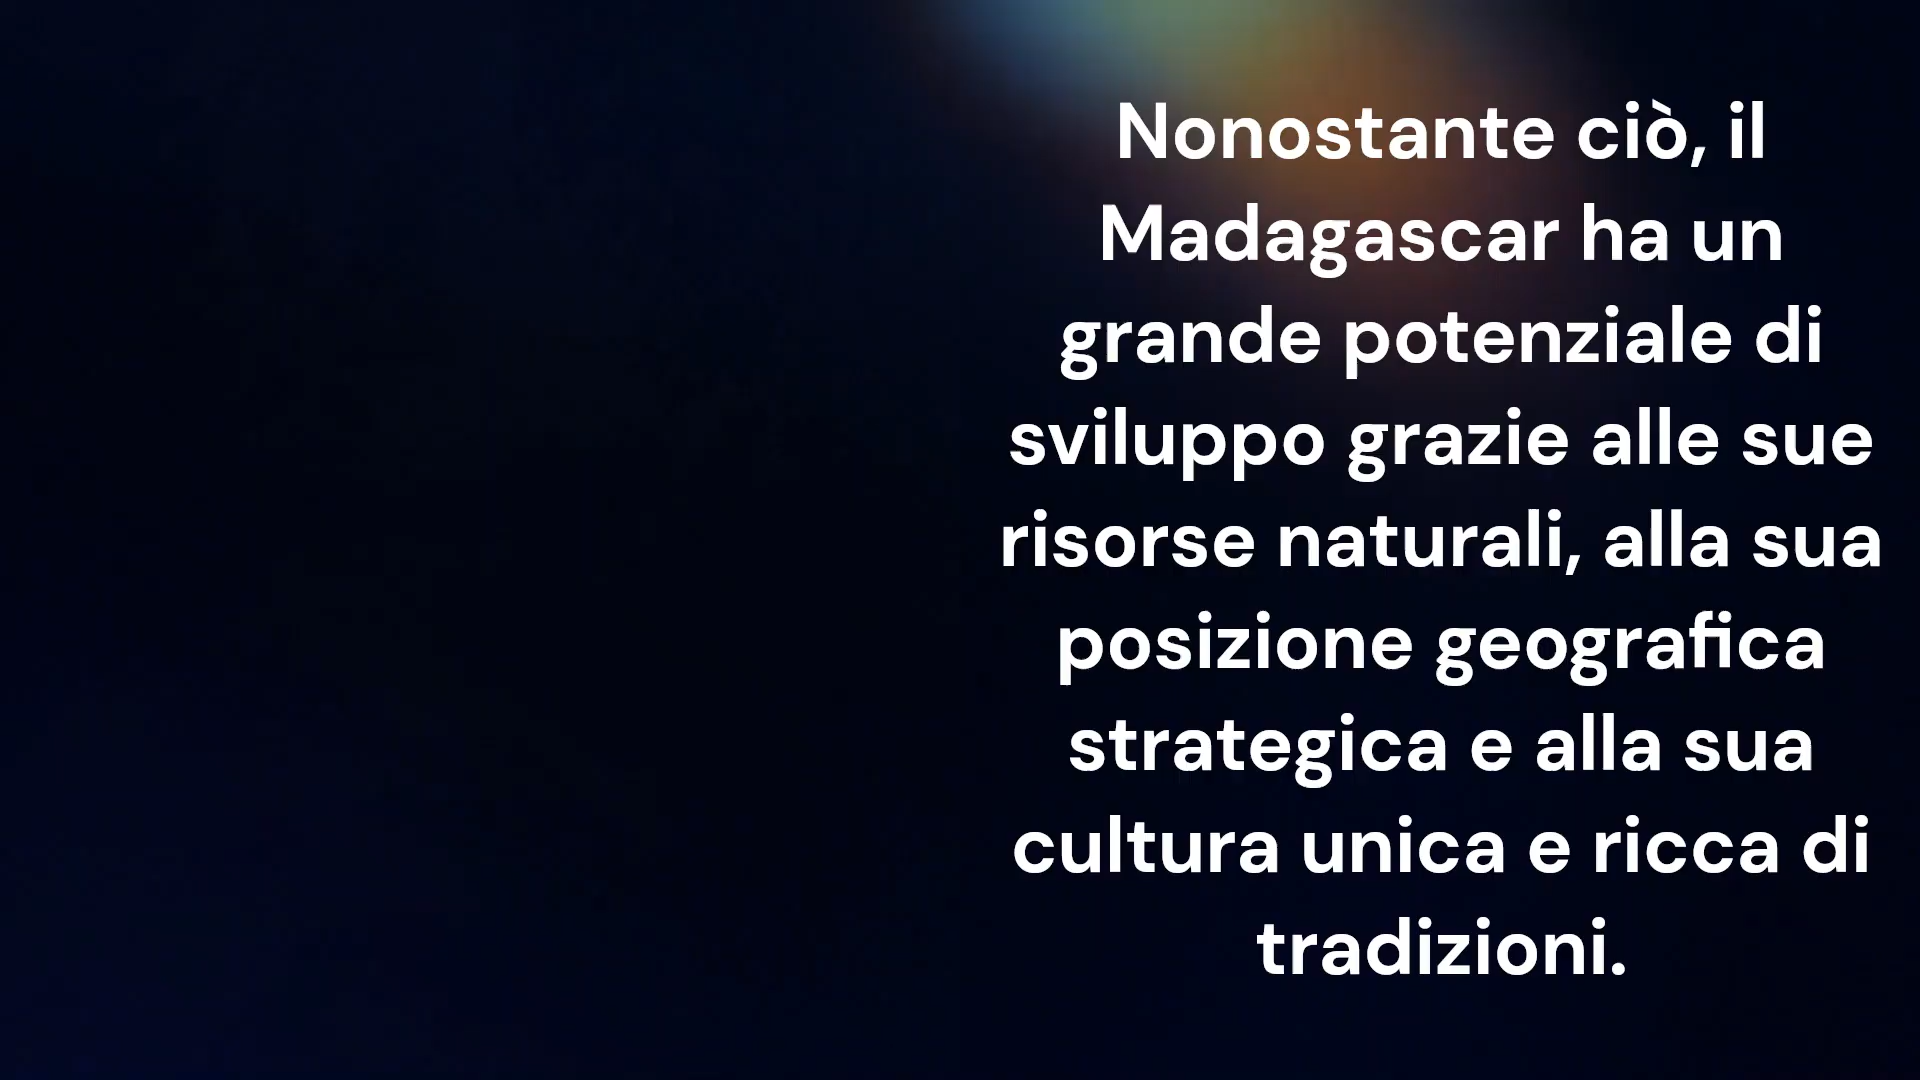 Nonostante ciò, il
Madagascar ha un
grande potenziale di
sviluppo grazie alle sue
risorse naturali, alla sua
posizione geografica
strategica e alla sua
cultura unica e ricca di
tradizioni.